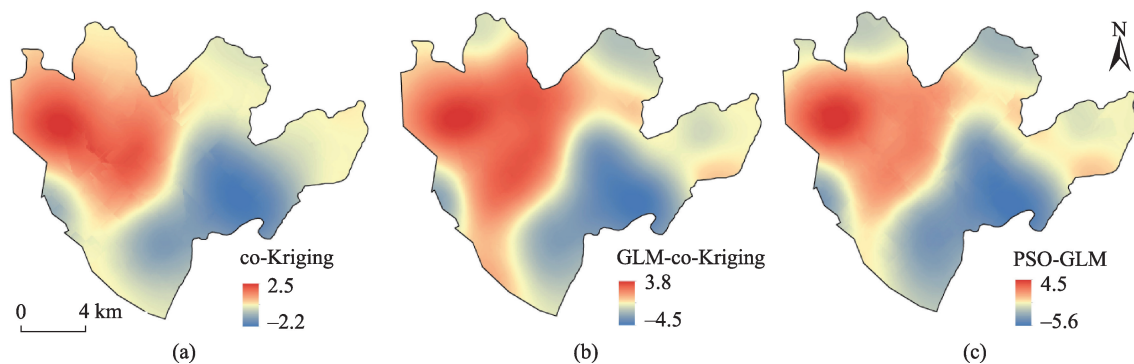 N
co-Kriging
2.5
–2.2
0 4 km
(a)
GLM-co-Kriging
3.8
–4.5
(b)
PSO-GLM
4.5
–5.6
(c)